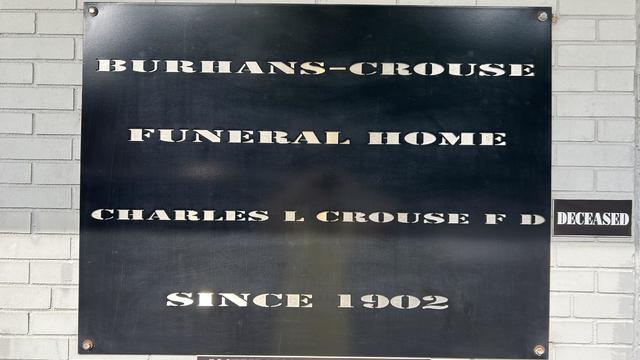 BURHANS-CROUSE
FUNERAL HOME
CHARLES L CROUSE F D
DECEASED
SINCE 1902